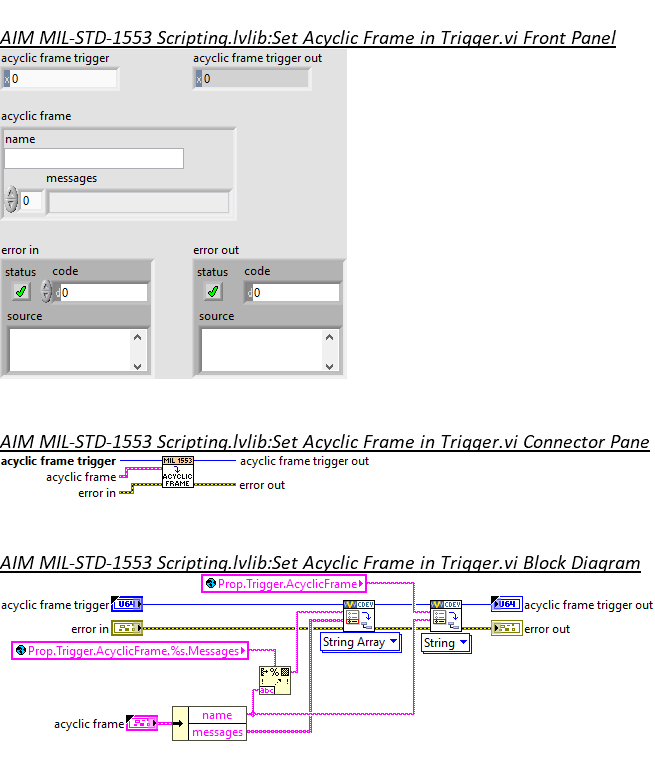 AIM MIL-STD-1553 Scripting.lvlib:Set Acyclic Frame in Trigger.vi Front Panel
acyclic frame trigger acyclic frame trigger out
x 0 x 0
acyclic frame
name
messages
0
error in error out
status code status code
d 0 d 0
source source
AIM MIL-STD-1553 Scripting.lvlib:Set Acyclic Frame in Trigger.vi Connector Pane
acyclic frame trigger MIL 1553 acyclic frame trigger out
acyclic frame ACYCLIC
error in FRAME error out
AIM MIL-STD-1553 Scripting.lvlib:Set Acyclic Frame in Trigger.vi Block Diagram
Prop.Trigger.AcyclicFrame
acyclic frame trigger U64 CDEV CDEV U64 acyclic frame trigger out
error in error out
String Array String
Prop.Trigger.AcyclicFrame.%s.Messages
%
abc
name
acyclic frame
messages